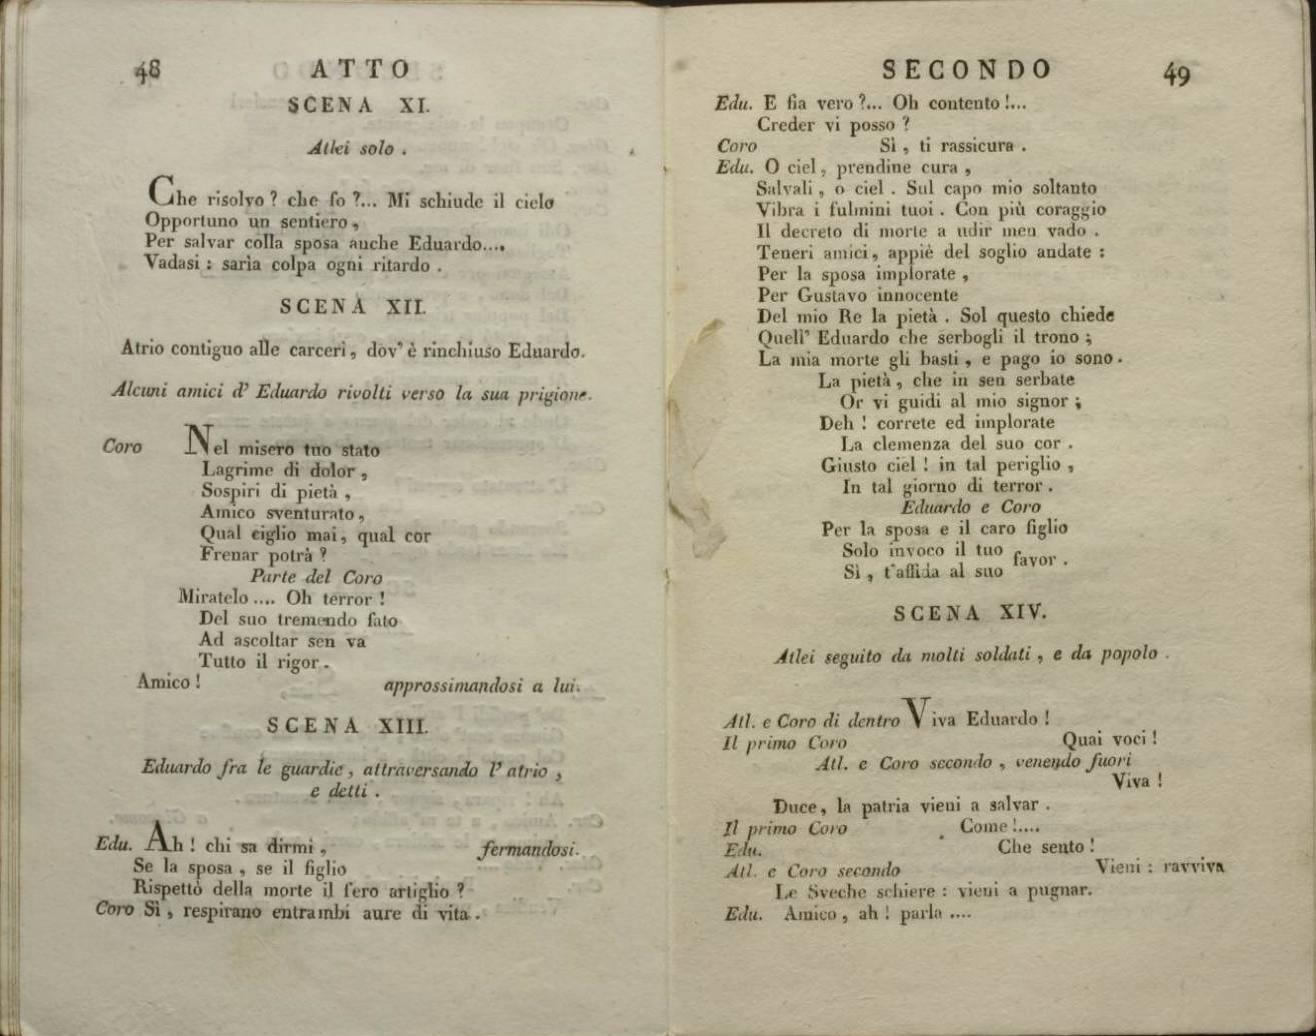 48 ATTO
SCENA XI.
Atlei solo .
Che risolvo ? che fo ?... Mi schiude il cielo
Opportuno un sentiero ,
Per salvar colla sposa anche Eduardo....
Vadasi : sarìa colpa ogni ritardo .
SCENA XII.
Atrio contiguo alle carceri , dov' è rinchiuso Eduardo.
Alcuni amici d' Eduardo rivolti verso la sua prigione.
Coro Nel misero tuo stato
Lagrime di dolor ,
Sospiri di pietà ,
Amico sventurato ,
Qual ciglio mai , qual cor
Frenar potrà ?
Parte del Coro
Miratelo .... Oh terror !
Del suo tremendo fato
Ad ascoltar sen va
Tutto il rigor .
Amico ! approssimandosi a lui.
SCENA XIII.
Eduardo fra le guardie , attraversando l' atrio ,
e detti .
Edu. Ah ! chi sa dirmi , fermandosi.
Se la sposa , se il figlio
Rispettò della morte il fero artiglio ?
Coro Sì , respirano entrambi aure di vita .
SECONDO 49
Edu. E fia vero ?... Oh contento !...
Creder vi posso ?
Coro Sì , ti rassicura .
Edu. O ciel , prendine cura ,
Salvali , o ciel . Sul capo mio soltanto
Vibra i fulmini tuoi . Con più coraggio
Il decreto di morte a udir men vado .
Teneri amici , appiè del soglio andate :
Per la sposa implorate ,
Per Gustavo innocente
Del mio Re la pietà . Sol questo chiede
Quell' Eduardo che serbogli il trono ;
La mia morte gli basti , e pago io sono .
La pietà , che in sen serbate
Or vi guidi al mio signor ;
Deh ! correte ed implorate
La clemenza del suo cor .
Giusto ciel ! in tal periglio ,
In tal giorno di terror .
Eduardo e Coro
Per la sposa e il caro figlio
Solo invoco il tuo
favor .
Sì , t'affida al suo
SCENA XIV.
Atlei seguito da molti soldati , e da popolo .
Atl. e Coro di dentro Viva Eduardo !
Il primo Coro Quai voci !
Atl. e Coro secondo , venendo fuori
Viva !
Duce , la patria vieni a salvar .
Il primo Coro Come !....
Edu. Che sento !
Atl. e Coro secondo Vieni : ravviva
Le Sveche schiere : vieni a pugnar.
Edu. Amico , ah ! parla ....